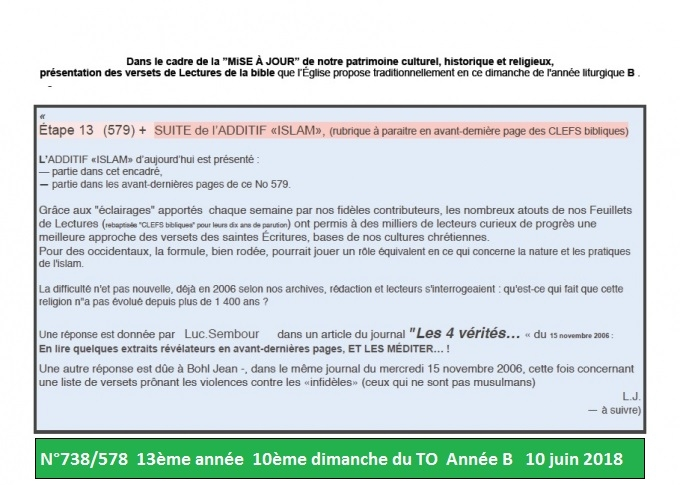 Dans le cadre de la "MiSE À JOUR" de notre patrimoine culturel, historique et religieux,
présentation des versets de Lectures de la bible que l'Église propose traditionnellement en ce dimanche de l'année liturgique B .
-
«
Étape 13 (579) + SUITE de l'ADDITIF «ISLAM», (rubrique à paraitre en avant-dernière page des CLEFS bibliques)
L'ADDITIF «ISLAM» d'aujourd'hui est présenté :
— partie dans cet encadré,
— partie dans les avant-dernières pages de ce No 579.
Grâce aux "éclairages" apportés chaque semaine par nos fidèles contributeurs, les nombreux atouts de nos Feuillets
de Lectures (rebaptisés "CLEFS bibliques" pour leurs dix ans de parution) ont permis à des milliers de lecteurs curieux de progrès une
meilleure approche des versets des saintes Écritures, bases de nos cultures chrétiennes.
Pour des occidentaux, la formule, bien rodée, pourrait jouer un rôle équivalent en ce qui concerne la nature et les pratiques
de l'islam.
La difficulté n'et pas nouvelle, déjà en 2006 selon nos archives, rédaction et lecteurs s'interrogeaient : qu'est-ce qui fait que cette
religion n"a pas évolué depuis plus de 1 400 ans ?
Une réponse est donnée par Luc.Sembour dans un article du journal "Les 4 vérités... « du 15 novembre 2006 :
En lire quelques extraits révélateurs en avant-dernières pages, ET LES MÉDITER... !
Une autre réponse est dûe à Bohl Jean -, dans le même journal du mercredi 15 novembre 2006, cette fois concernant
une liste de versets prônant les violences contre les «infidèles» (ceux qui ne sont pas musulmans)
L.J.
— à suivre)
N°738/578 13ème année 10ème dimanche du TO Année B 10 juin 2018